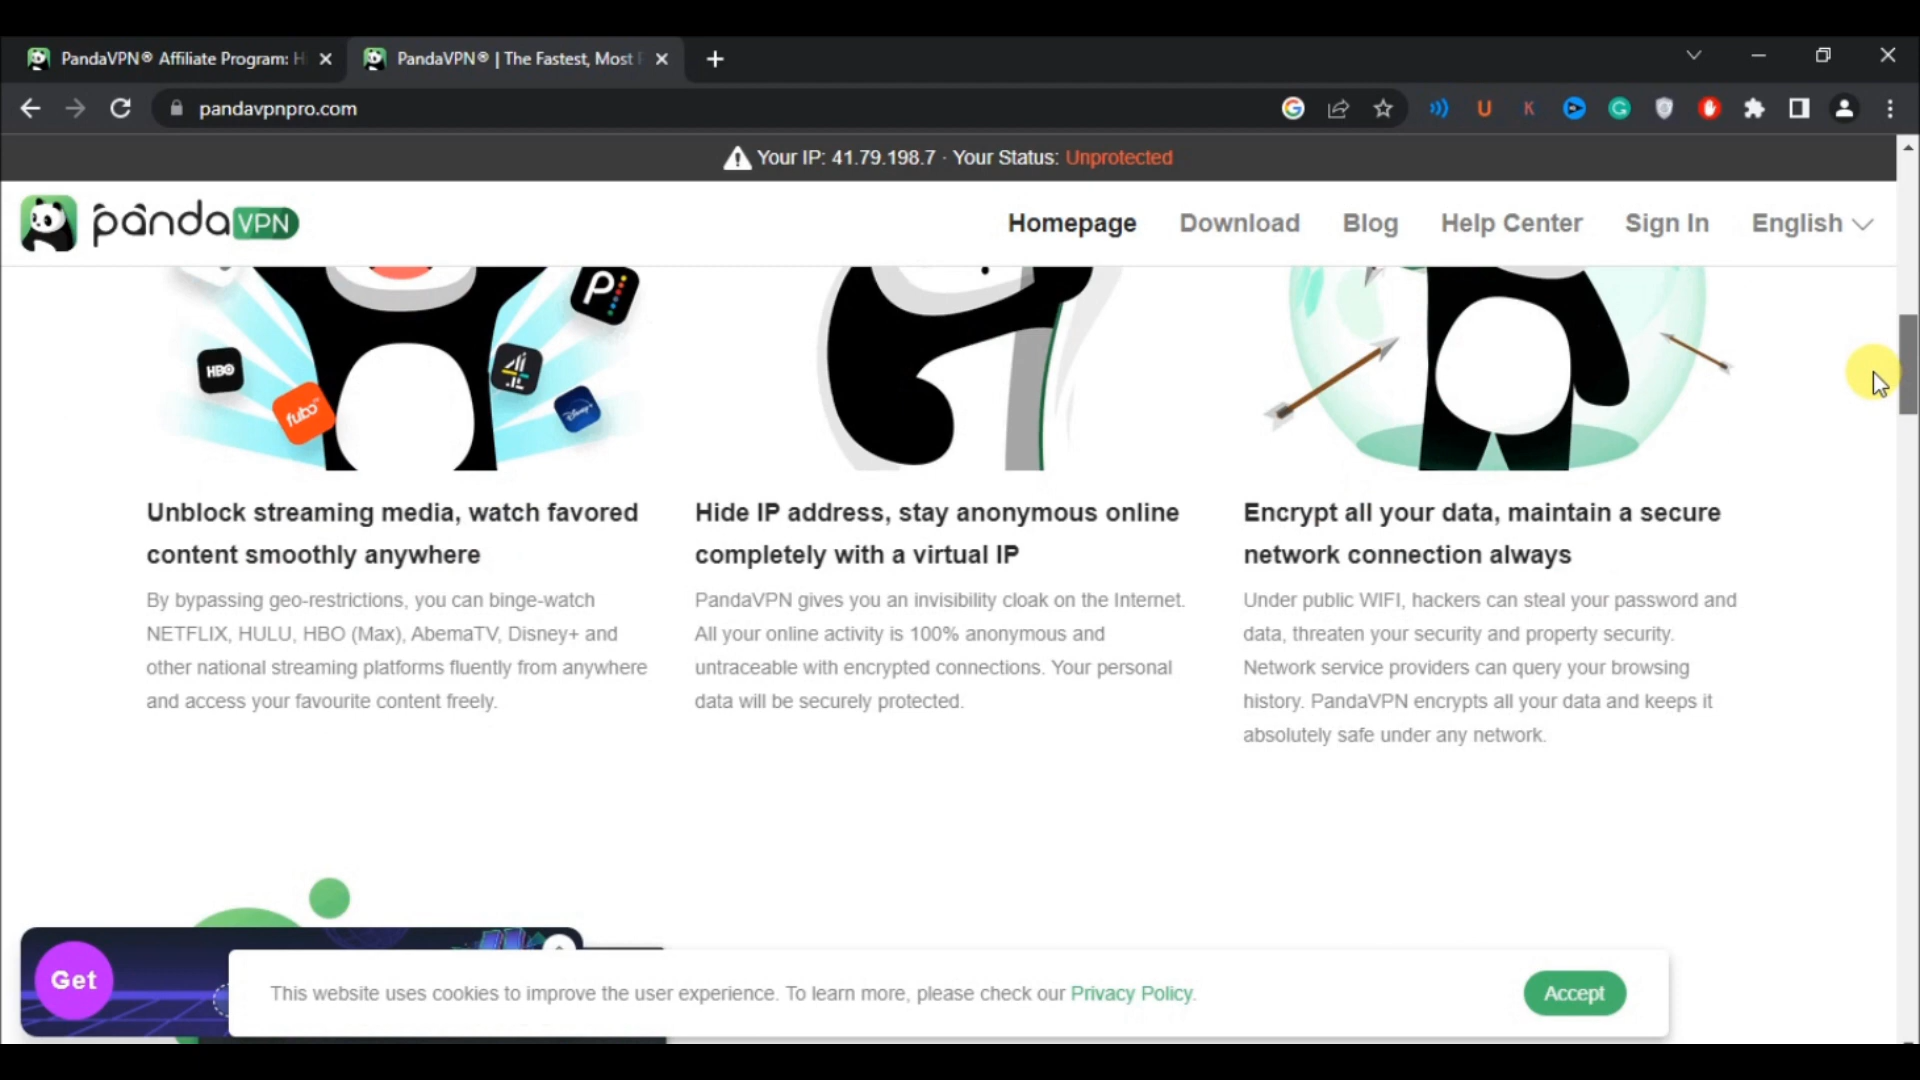 PandaVPN® Affiliate Program: H
PandaVPN® | The Fastest, Most
pandavpnpro.com
Your IP: 41.79.198.7 · Your Status: Unprotected
panda VPN
Homepage
Download
Blog
Help Center
Sign In
English
P
HBO
fubo
4
Disney+
Unblock streaming media, watch favored
content smoothly anywhere
By bypassing geo-restrictions, you can binge-watch
NETFLIX, HULU, HBO (Max), AbemaTV, Disney+ and
other national streaming platforms fluently from anywhere
and access your favourite content freely.
Hide IP address, stay anonymous online
completely with a virtual IP
PandaVPN gives you an invisibility cloak on the Internet.
All your online activity is 100% anonymous and
untraceable with encrypted connections. Your personal
data will be securely protected.
Encrypt all your data, maintain a secure
network connection always
Under public WIFI, hackers can steal your password and
data, threaten your security and property security.
Network service providers can query your browsing
history. PandaVPN encrypts all your data and keeps it
absolutely safe under any network.
Get
This website uses cookies to improve the user experience. To learn more, please check our Privacy Policy.
Accept